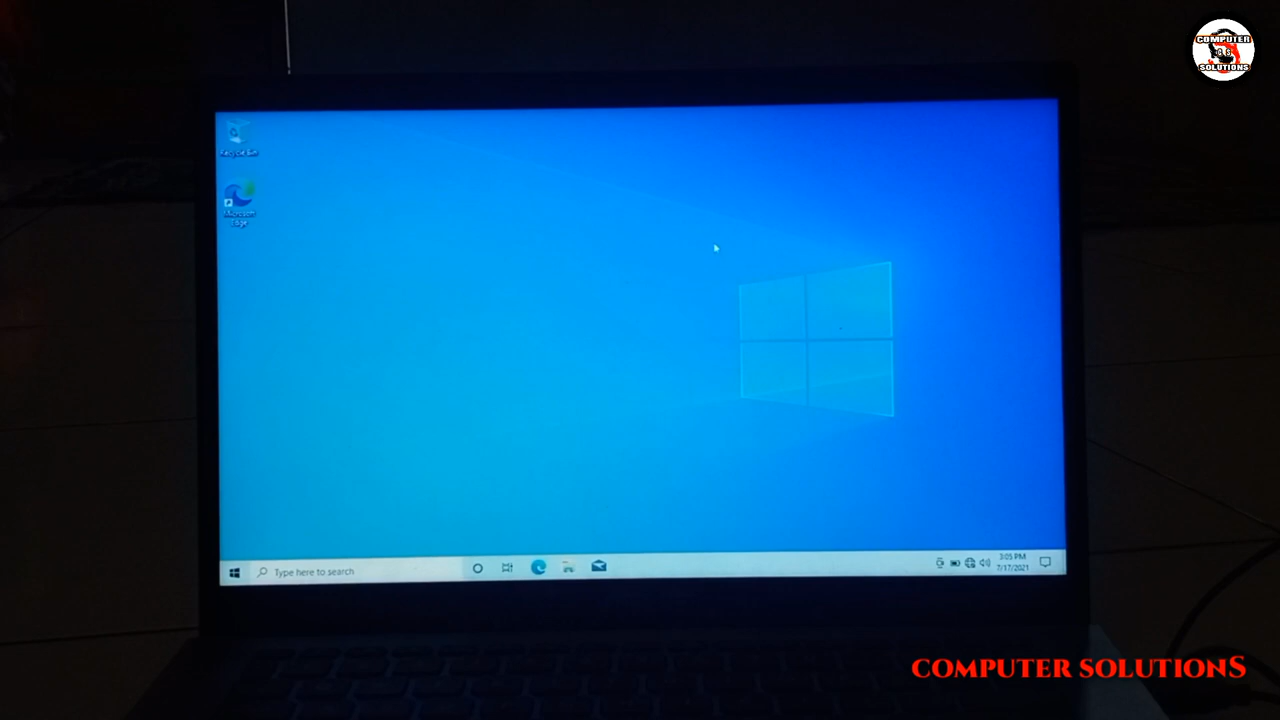 COMPUTER
SOLUTIONS
Recycle Bin
Microsoft
Edge
Type here to search
3:05 PM
7/17/2021
COMPUTER SOLUTIONS